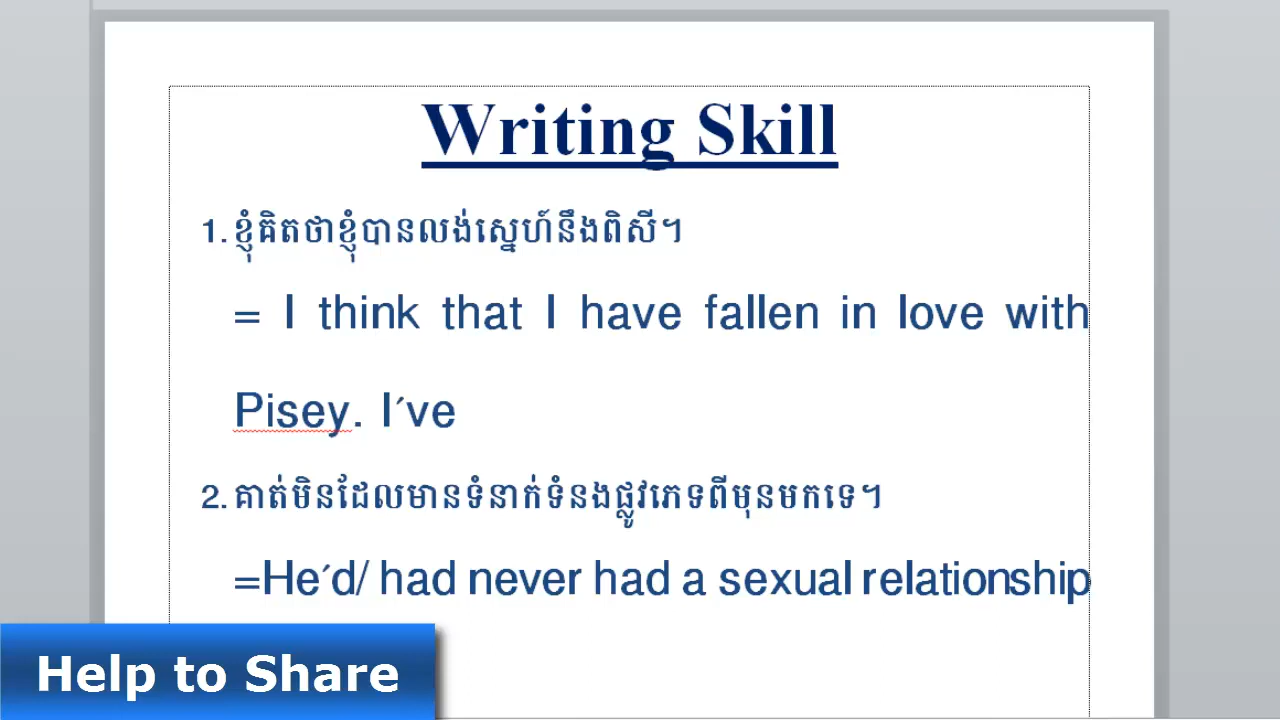 Writing Skill
1. ខ្ញុំគិតថាខ្ញុំបានលង់ស្នេហ៍នឹងពិសី។
= I think that I have fallen in love with
Pisey. I´ve
2. គាត់មិនដែលមានទំនាក់ទំនងផ្លូវភេទពីមុនមកទេ។
=He´d/ had never had a sexual relationship
Help to Share